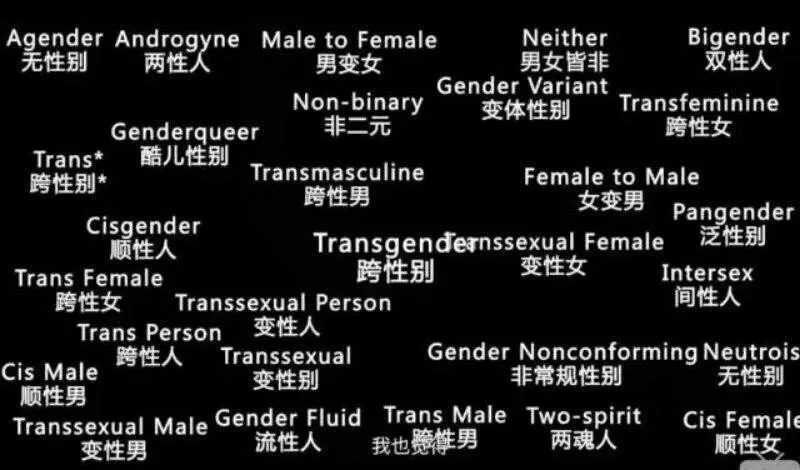 Agender
无性别
Androgyne
两性人
Male to Female
男变女
Neither
男女皆非
Bigender
双性人
Gender Variant
变体性别
Non-binary
非二元
Transfeminine
跨性女
Genderqueer
酷儿性别
Trans*
跨性别*
Transmasculine
跨性男
Female to Male
女变男
Pangender
泛性别
Cisgender
顺性人
Transgender
跨性别
Transsexual Female
变性女
Intersex
间性人
Trans Female
跨性女
Transsexual Person
变性人
Trans Person
跨性人
Transsexual
变性别
Gender Nonconforming
非常规性别
Neutrois
无性别
Cis Male
顺性男
Transsexual Male
变性男
Gender Fluid
流性人
Trans Male
跨性男
Two-spirit
两魂人
Cis Female
顺性女
我也觉得